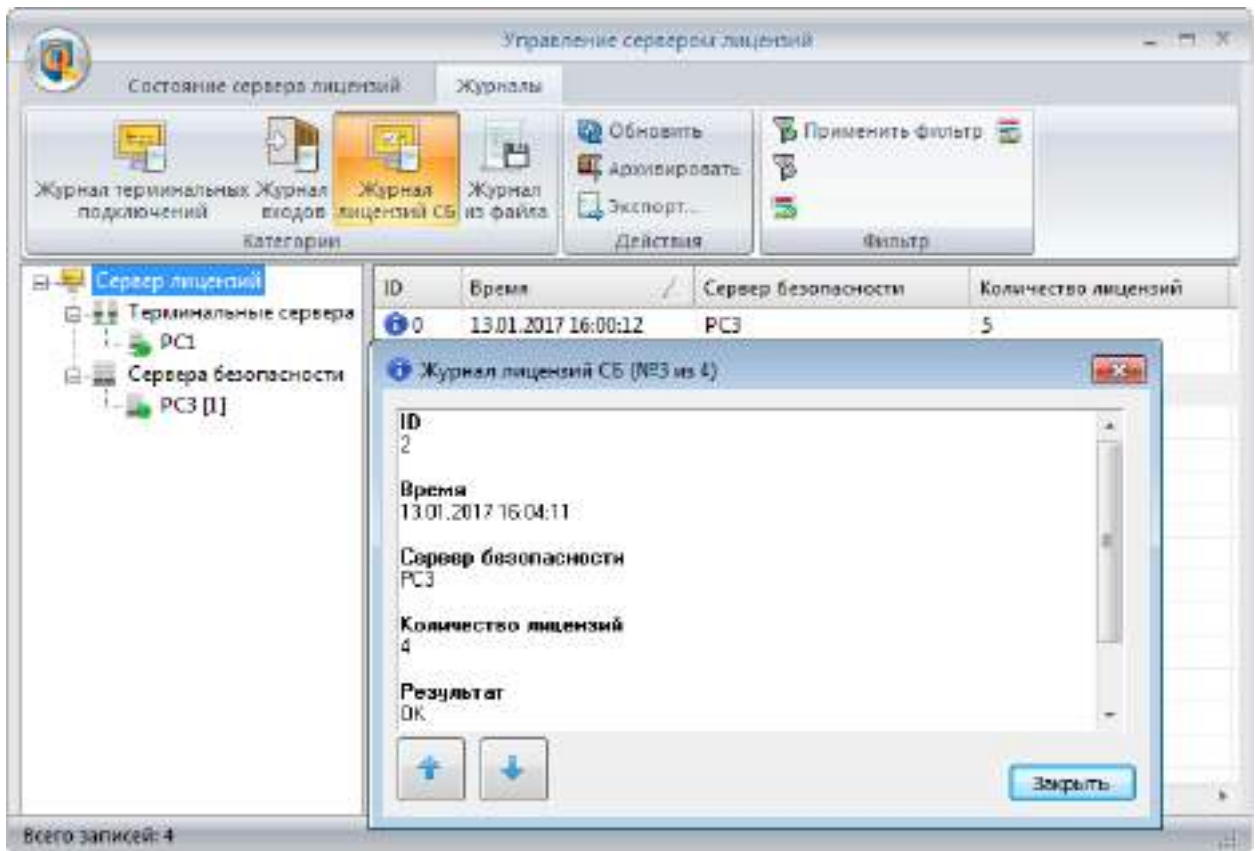 Управление сервером лицензий
Состояние сервера лицензий Журналы
Журнал терминальных подключений
Журнал входов
Журнал лицензий СБ
Журнал из файла
Категории
Обновить
Архивировать
Экспорт...
Действия
Применить фильтр
Фильтр
Сервер лицензий
Терминальные сервера
PC1
Сервера безопасности
PC3 [1]
ID Время Сервер безопасности Количество лицензий
0 13.01.2017 16:00:12 PC3 5
Журнал лицензий СБ (№3 из 4)
ID
2
Время
13.01.2017 16:04:11
Сервер безопасности
PC3
Количество лицензий
4
Результат
OK
Закрыть
Всего записей: 4